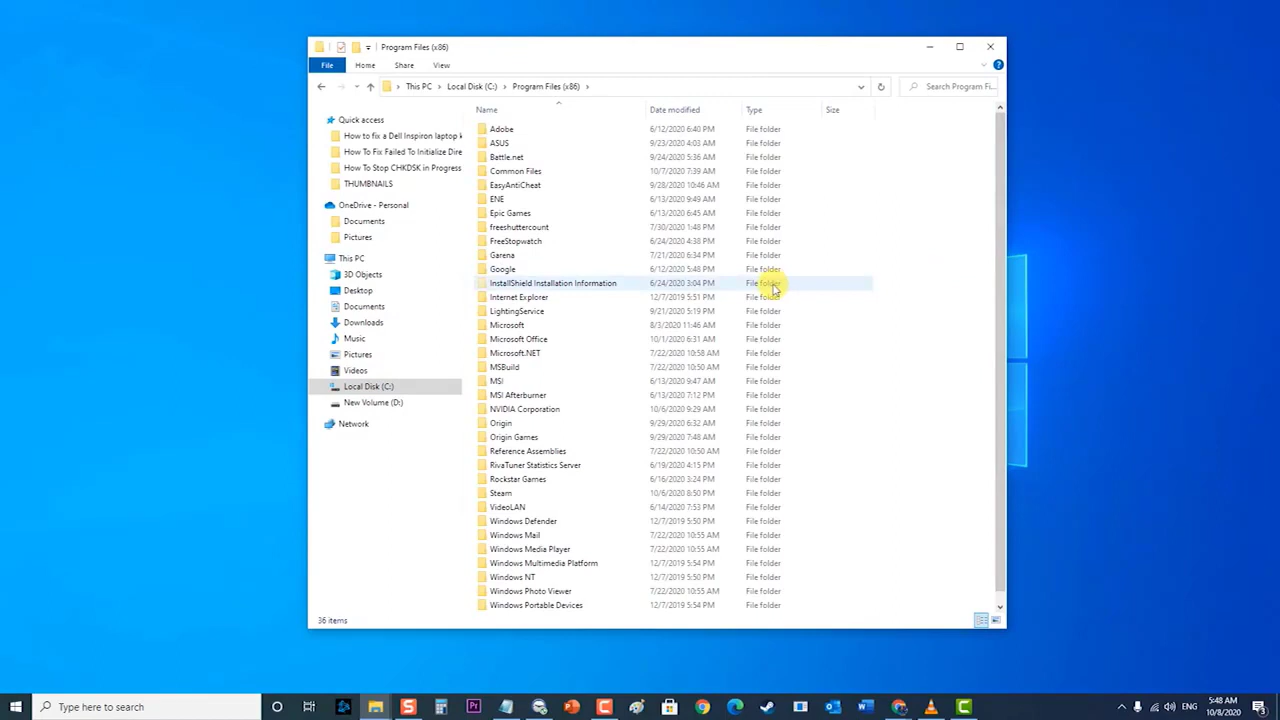 Program Files (x86)
File Home Share View
This PC Local Disk (C:) Program Files (x86) Search Program Fi...
Name Date modified Type Size
Quick access
How to fix a Dell Inspiron laptop k
How To Fix Failed To Initialize Dire
How To Stop CHKDSK in Progress
THUMBNAILS
OneDrive - Personal
Documents
Pictures
This PC
3D Objects
Desktop
Documents
Downloads
Music
Pictures
Videos
Local Disk (C:)
New Volume (D:)
Network
Adobe 6/12/2020 6:40 PM File folder
ASUS 9/23/2020 4:03 AM File folder
Battle.net 9/24/2020 5:36 AM File folder
Common Files 10/7/2020 7:39 AM File folder
EasyAntiCheat 9/28/2020 10:46 AM File folder
ENE 6/13/2020 9:49 AM File folder
Epic Games 6/13/2020 6:45 AM File folder
freeshuttercount 7/30/2020 1:48 PM File folder
FreeStopwatch 6/24/2020 4:38 PM File folder
Garena 7/21/2020 6:34 PM File folder
Google 6/12/2020 5:48 PM File folder
InstallShield Installation Information 6/24/2020 3:04 PM File folder
Internet Explorer 12/7/2019 5:51 PM File folder
LightingService 9/21/2020 5:19 PM File folder
Microsoft 8/3/2020 11:46 AM File folder
Microsoft Office 10/1/2020 6:31 AM File folder
Microsoft.NET 7/22/2020 10:58 AM File folder
MSBuild 7/22/2020 10:50 AM File folder
MSI 6/13/2020 9:47 AM File folder
MSI Afterburner 6/13/2020 7:12 PM File folder
NVIDIA Corporation 10/6/2020 9:29 AM File folder
Origin 9/29/2020 6:32 AM File folder
Origin Games 9/29/2020 7:48 AM File folder
Reference Assemblies 7/22/2020 10:50 AM File folder
RivaTuner Statistics Server 6/19/2020 4:15 PM File folder
Rockstar Games 6/16/2020 3:24 PM File folder
Steam 10/6/2020 8:50 PM File folder
VideoLAN 6/14/2020 7:53 PM File folder
Windows Defender 12/7/2019 5:50 PM File folder
Windows Mail 7/22/2020 10:55 AM File folder
Windows Media Player 7/22/2020 10:55 AM File folder
Windows Multimedia Platform 12/7/2019 5:54 PM File folder
Windows NT 12/7/2019 5:50 PM File folder
Windows Photo Viewer 7/22/2020 10:55 AM File folder
Windows Portable Devices 12/7/2019 5:54 PM File folder
36 items
Type here to search
5:48 AM
10/8/2020